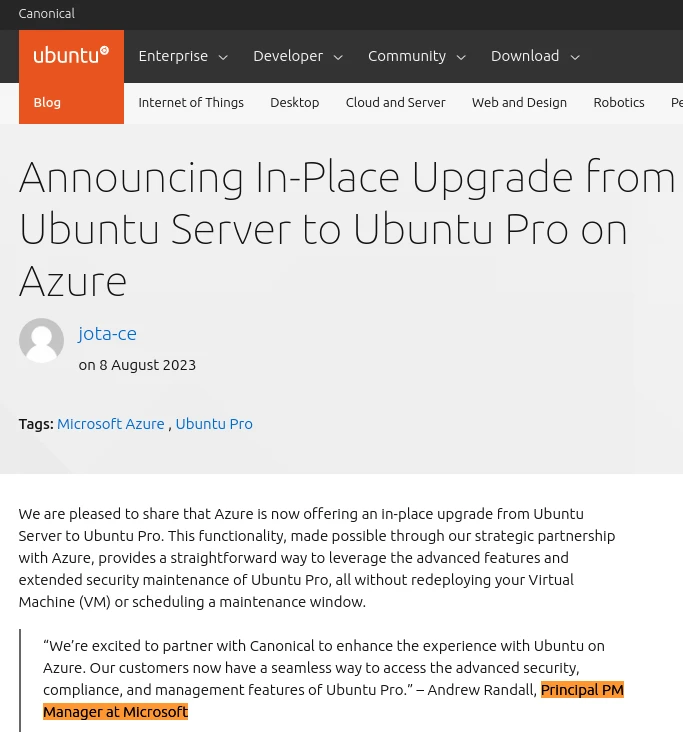 Canonical
ubuntu
Enterprise Developer Community Download
Blog Internet of Things Desktop Cloud and Server Web and Design Robotics
Announcing In-Place Upgrade from
Ubuntu Server to Ubuntu Pro on
Azure
jota-ce
on 8 August 2023
Tags: Microsoft Azure , Ubuntu Pro
We are pleased to share that Azure is now offering an in-place upgrade from Ubuntu
Server to Ubuntu Pro. This functionality, made possible through our strategic partnership
with Azure, provides a straightforward way to leverage the advanced features and
extended security maintenance of Ubuntu Pro, all without redeploying your Virtual
Machine (VM) or scheduling a maintenance window.
“We’re excited to partner with Canonical to enhance the experience with Ubuntu on
Azure. Our customers now have a seamless way to access the advanced security,
compliance, and management features of Ubuntu Pro.” – Andrew Randall, Principal PM
Manager at Microsoft